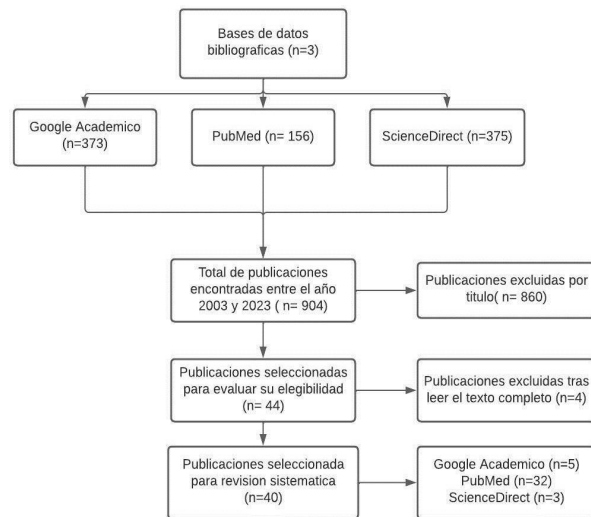 Bases de datos
bibliograficas (n=3)
Google Academico
(n=373)
PubMed (n= 156)
ScienceDirect (n=375)
Total de publicaciones
encontradas entre el año
2003 y 2023 ( n= 904)
Publicaciones excluidas por
titulo( n= 860)
Publicaciones seleccionadas
para evaluar su elegibilidad
(n= 44)
Publicaciones excluidas tras
leer el texto completo (n=4)
Publicaciones seleccionada
para revision sistematica
(n=40)
Google Academico (n=5)
PubMed (n=32)
ScienceDirect (n=3)